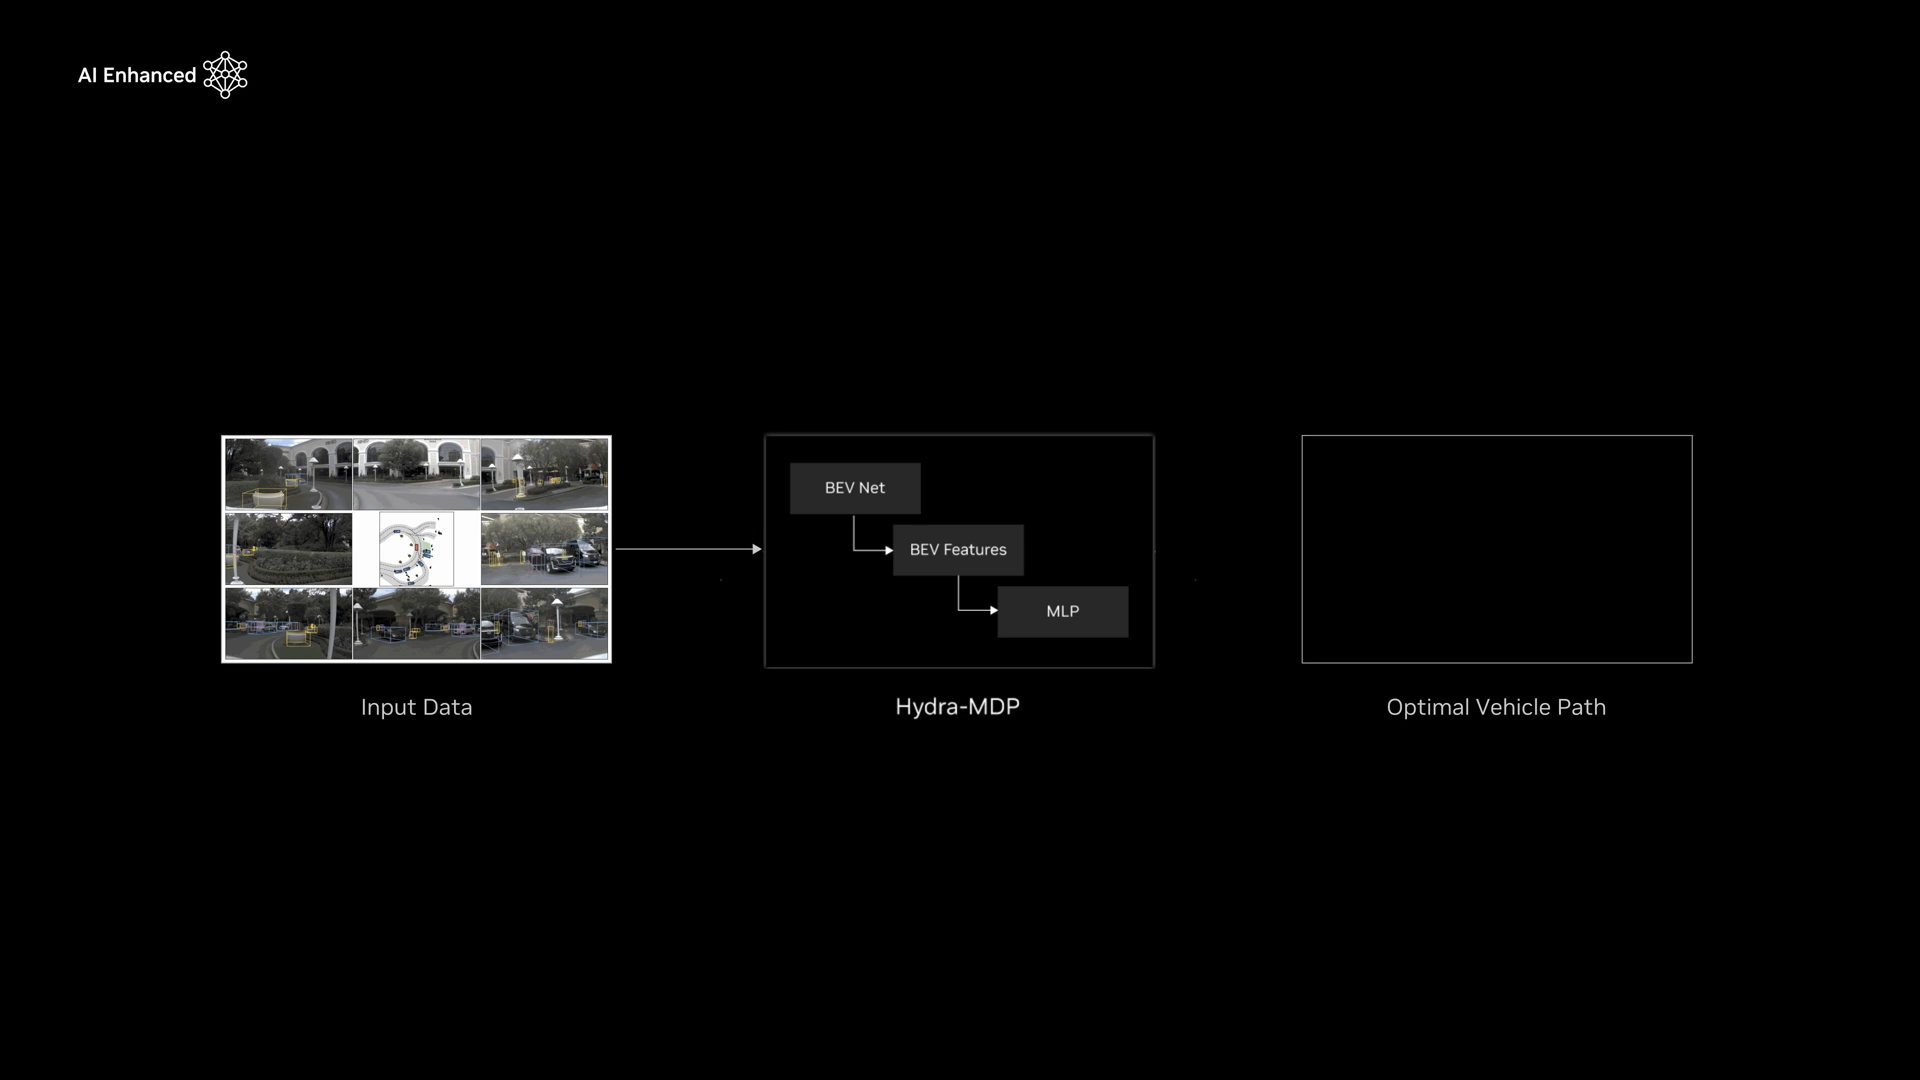 AI Enhanced
BEV Net
BEV Features
MLP
Input Data
Hydra-MDP
Optimal Vehicle Path